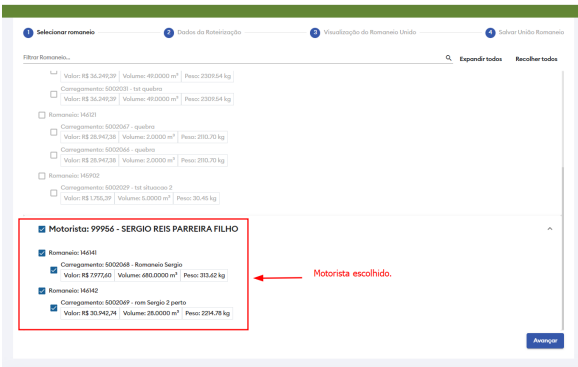 1 Selecionar romaneio 2 Dados da Roteirização 3 Visualização do Romaneio Unido 4 Salvar União Romaneio
Filtrar Romaneio... Expandir todos Recolher todos
Valor: R$ 36.249,39 Volume: 49.0000 m³ Peso: 2309.54 kg
Carregamento: 5002031 - tst quebra
Valor: R$ 36.249,39 Volume: 49.0000 m³ Peso: 2309.54 kg
Romaneio: 146121
Carregamento: 5002067 - quebra
Valor: R$ 28.947,38 Volume: 2.0000 m³ Peso: 2110.70 kg
Carregamento: 5002066 - quebra
Valor: R$ 28.947,38 Volume: 2.0000 m³ Peso: 2110.70 kg
Romaneio: 145902
Carregamento: 5002029 - tst situacao 2
Valor: R$ 1.755,39 Volume: 5.0000 m³ Peso: 30.45 kg
Motorista: 99956 - SERGIO REIS PARREIRA FILHO
Romaneio: 146141
Carregamento: 5002068 - Romaneio Sergio
Valor: R$ 7.977,60 Volume: 680.0000 m³ Peso: 313.62 kg
Motorista escolhido.
Romaneio: 146142
Carregamento: 5002069 - rom Sergio 2 perto
Valor: R$ 30.942,74 Volume: 28.0000 m³ Peso: 2214.78 kg
Avançar